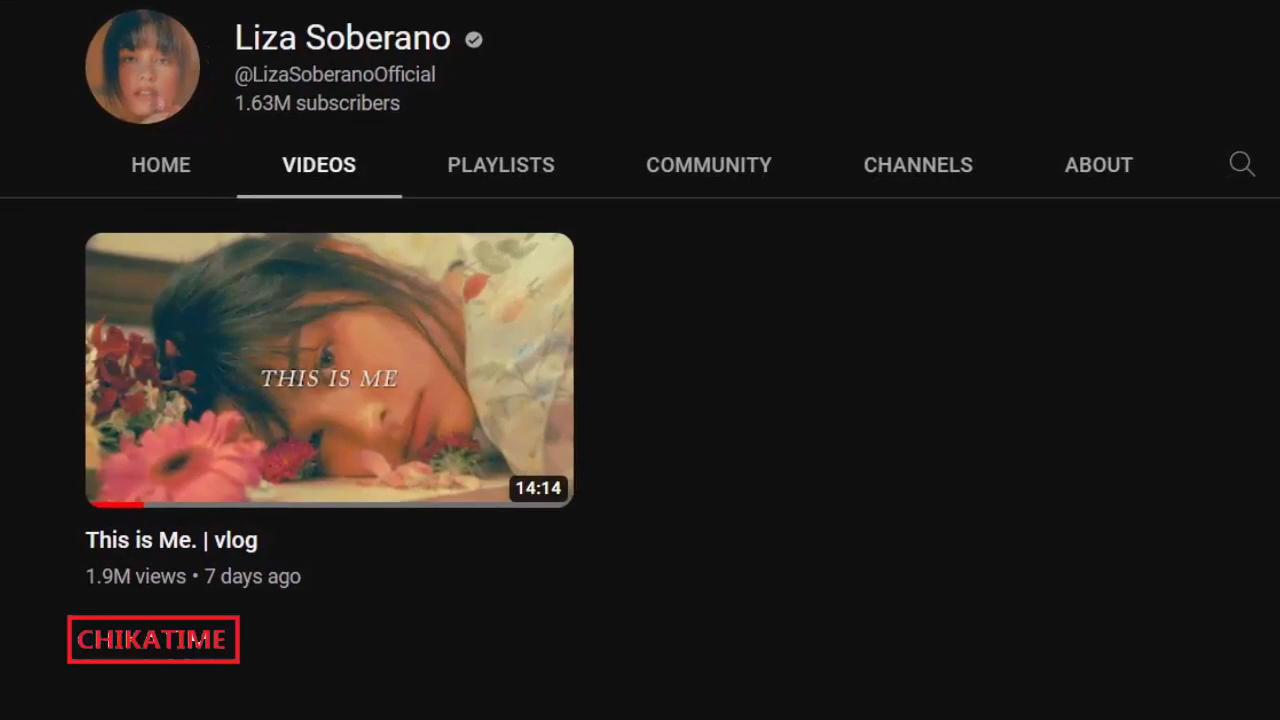 Liza Soberano
@LizaSoberanoOfficial
1.63M subscribers
HOME VIDEOS PLAYLISTS COMMUNITY CHANNELS ABOUT
THIS IS ME
14:14
This is Me. | vlog
1.9M views • 7 days ago
CHIKATIME